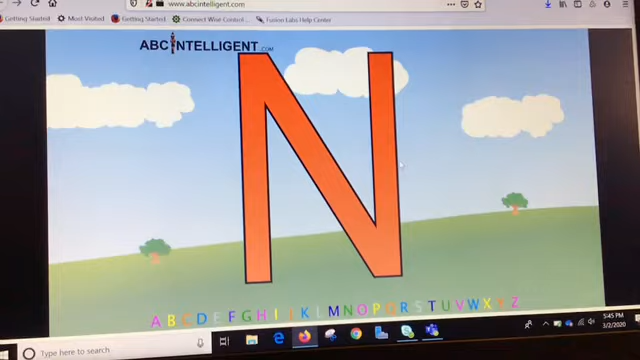 www.abcintelligent.com
Getting Started Most Visited Getting Started Connect Wise Control... Fusion Labs Help Center
ABCINTELLIGENT.COM
N
A B C D E F G H I J K L M N O P Q R S T U V W X Y Z
Type here to search
5:45 PM
3/2/2020